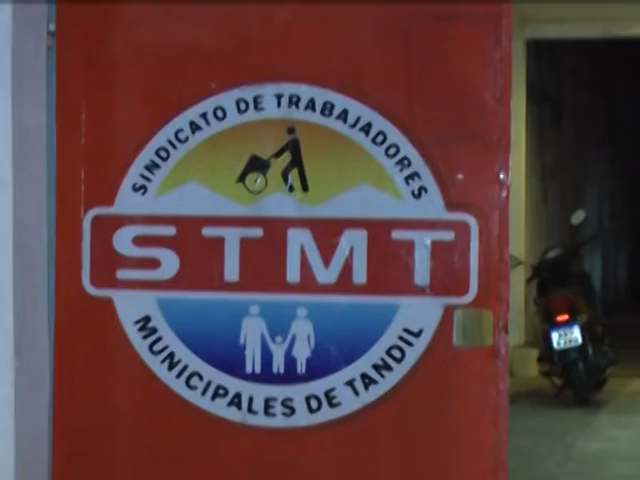 SINDICATO DE TRABAJADORES
STMT
MUNICIPALES DE TANDIL